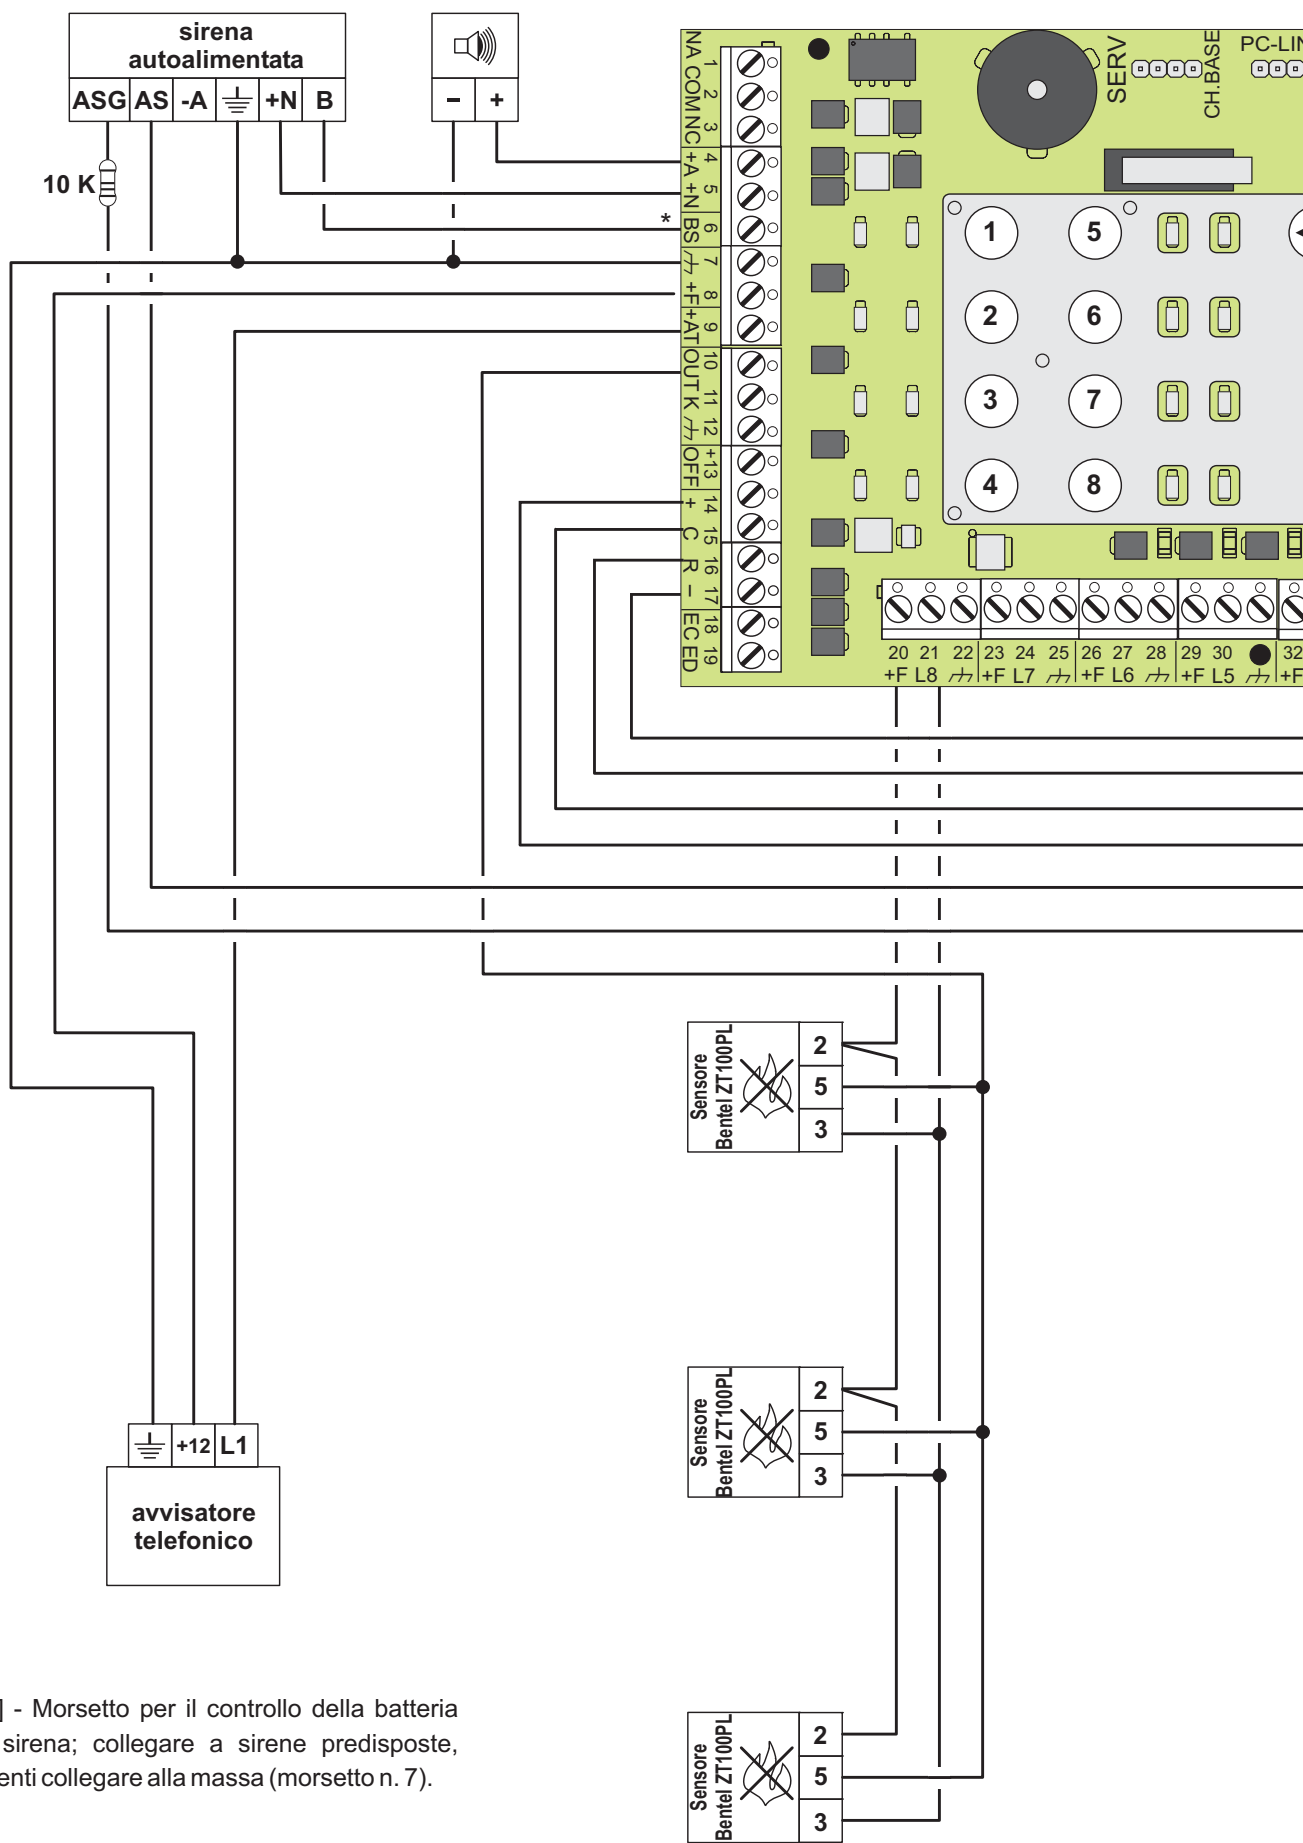 sirena
autoalimentata
ASG AS -A +N B
- +
10 K
*
NA COM NC
1 2 3
+A +N BS
4 5 6
+F +AT
7 8 9
OUT K
10 11 12
OFF + C
+13 14 15
R -
16 17
EC ED
18 19
SERV
CH.BASE
PC-LIN
1 5
2 6
3 7
4 8
20 21 22 23 24 25 26 27 28 29 30 32
+F L8 +F L7 +F L6 +F L5 +F
Sensore
Bentel ZT100PL
2
5
3
Sensore
Bentel ZT100PL
2
5
3
+12 L1
avvisatore
telefonico
Sensore
Bentel ZT100PL
2
5
3
] - Morsetto per il controllo della batteria
sirena; collegare a sirene predisposte,
enti collegare alla massa (morsetto n. 7).